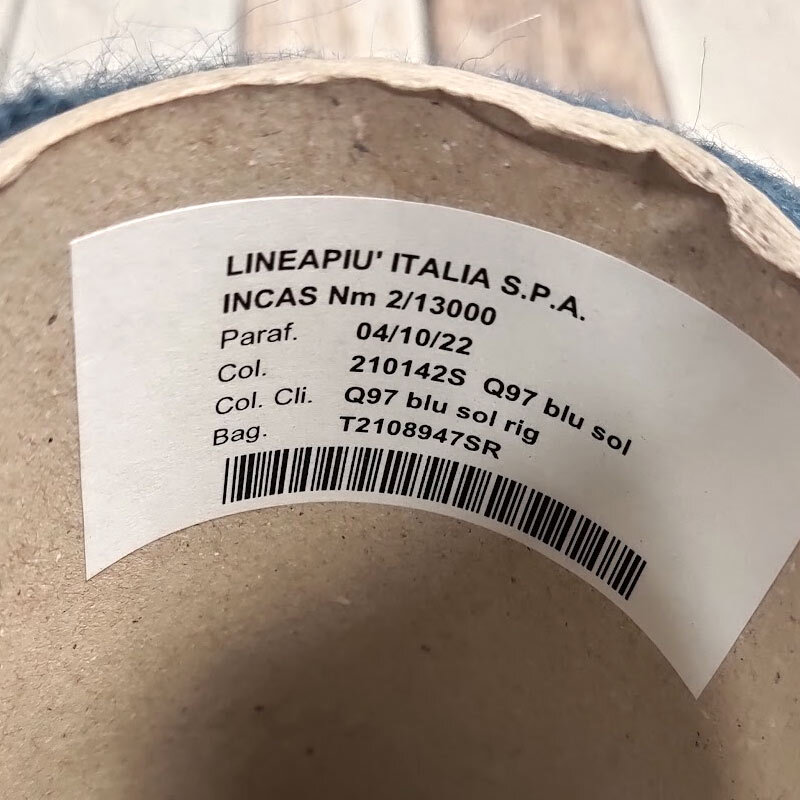 LINEAPIU' ITALIA S.P.A.
INCAS Nm 2/13000
Paraf. 04/10/22
Col. 210142S Q97 blu sol
Col. Cli. Q97 blu sol rig
Bag. T2108947SR